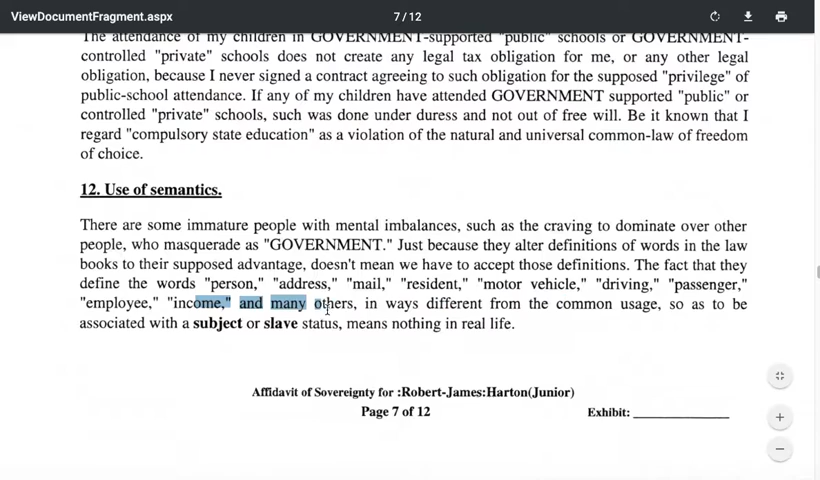 ViewDocumentFragment.aspx
7 / 12
The attendance of my children in GOVERNMENT-supported "public" schools or GOVERNMENT-
controlled "private" schools does not create any legal tax obligation for me, or any other legal
obligation, because I never signed a contract agreeing to such obligation for the supposed "privilege" of
public-school attendance. If any of my children have attended GOVERNMENT supported "public" or
controlled "private" schools, such was done under duress and not out of free will. Be it known that I
regard "compulsory state education" as a violation of the natural and universal common-law of freedom
of choice.
12. Use of semantics.
There are some immature people with mental imbalances, such as the craving to dominate over other
people, who masquerade as "GOVERNMENT." Just because they alter definitions of words in the law
books to their supposed advantage, doesn't mean we have to accept those definitions. The fact that they
define the words "person," "address," "mail," "resident," "motor vehicle," "driving," "passenger,"
"employee," "income," and many others, in ways different from the common usage, so as to be
associated with a subject or slave status, means nothing in real life.
Affidavit of Sovereignty for :Robert-James:Harton(Junior)
Page 7 of 12
Exhibit: ______________